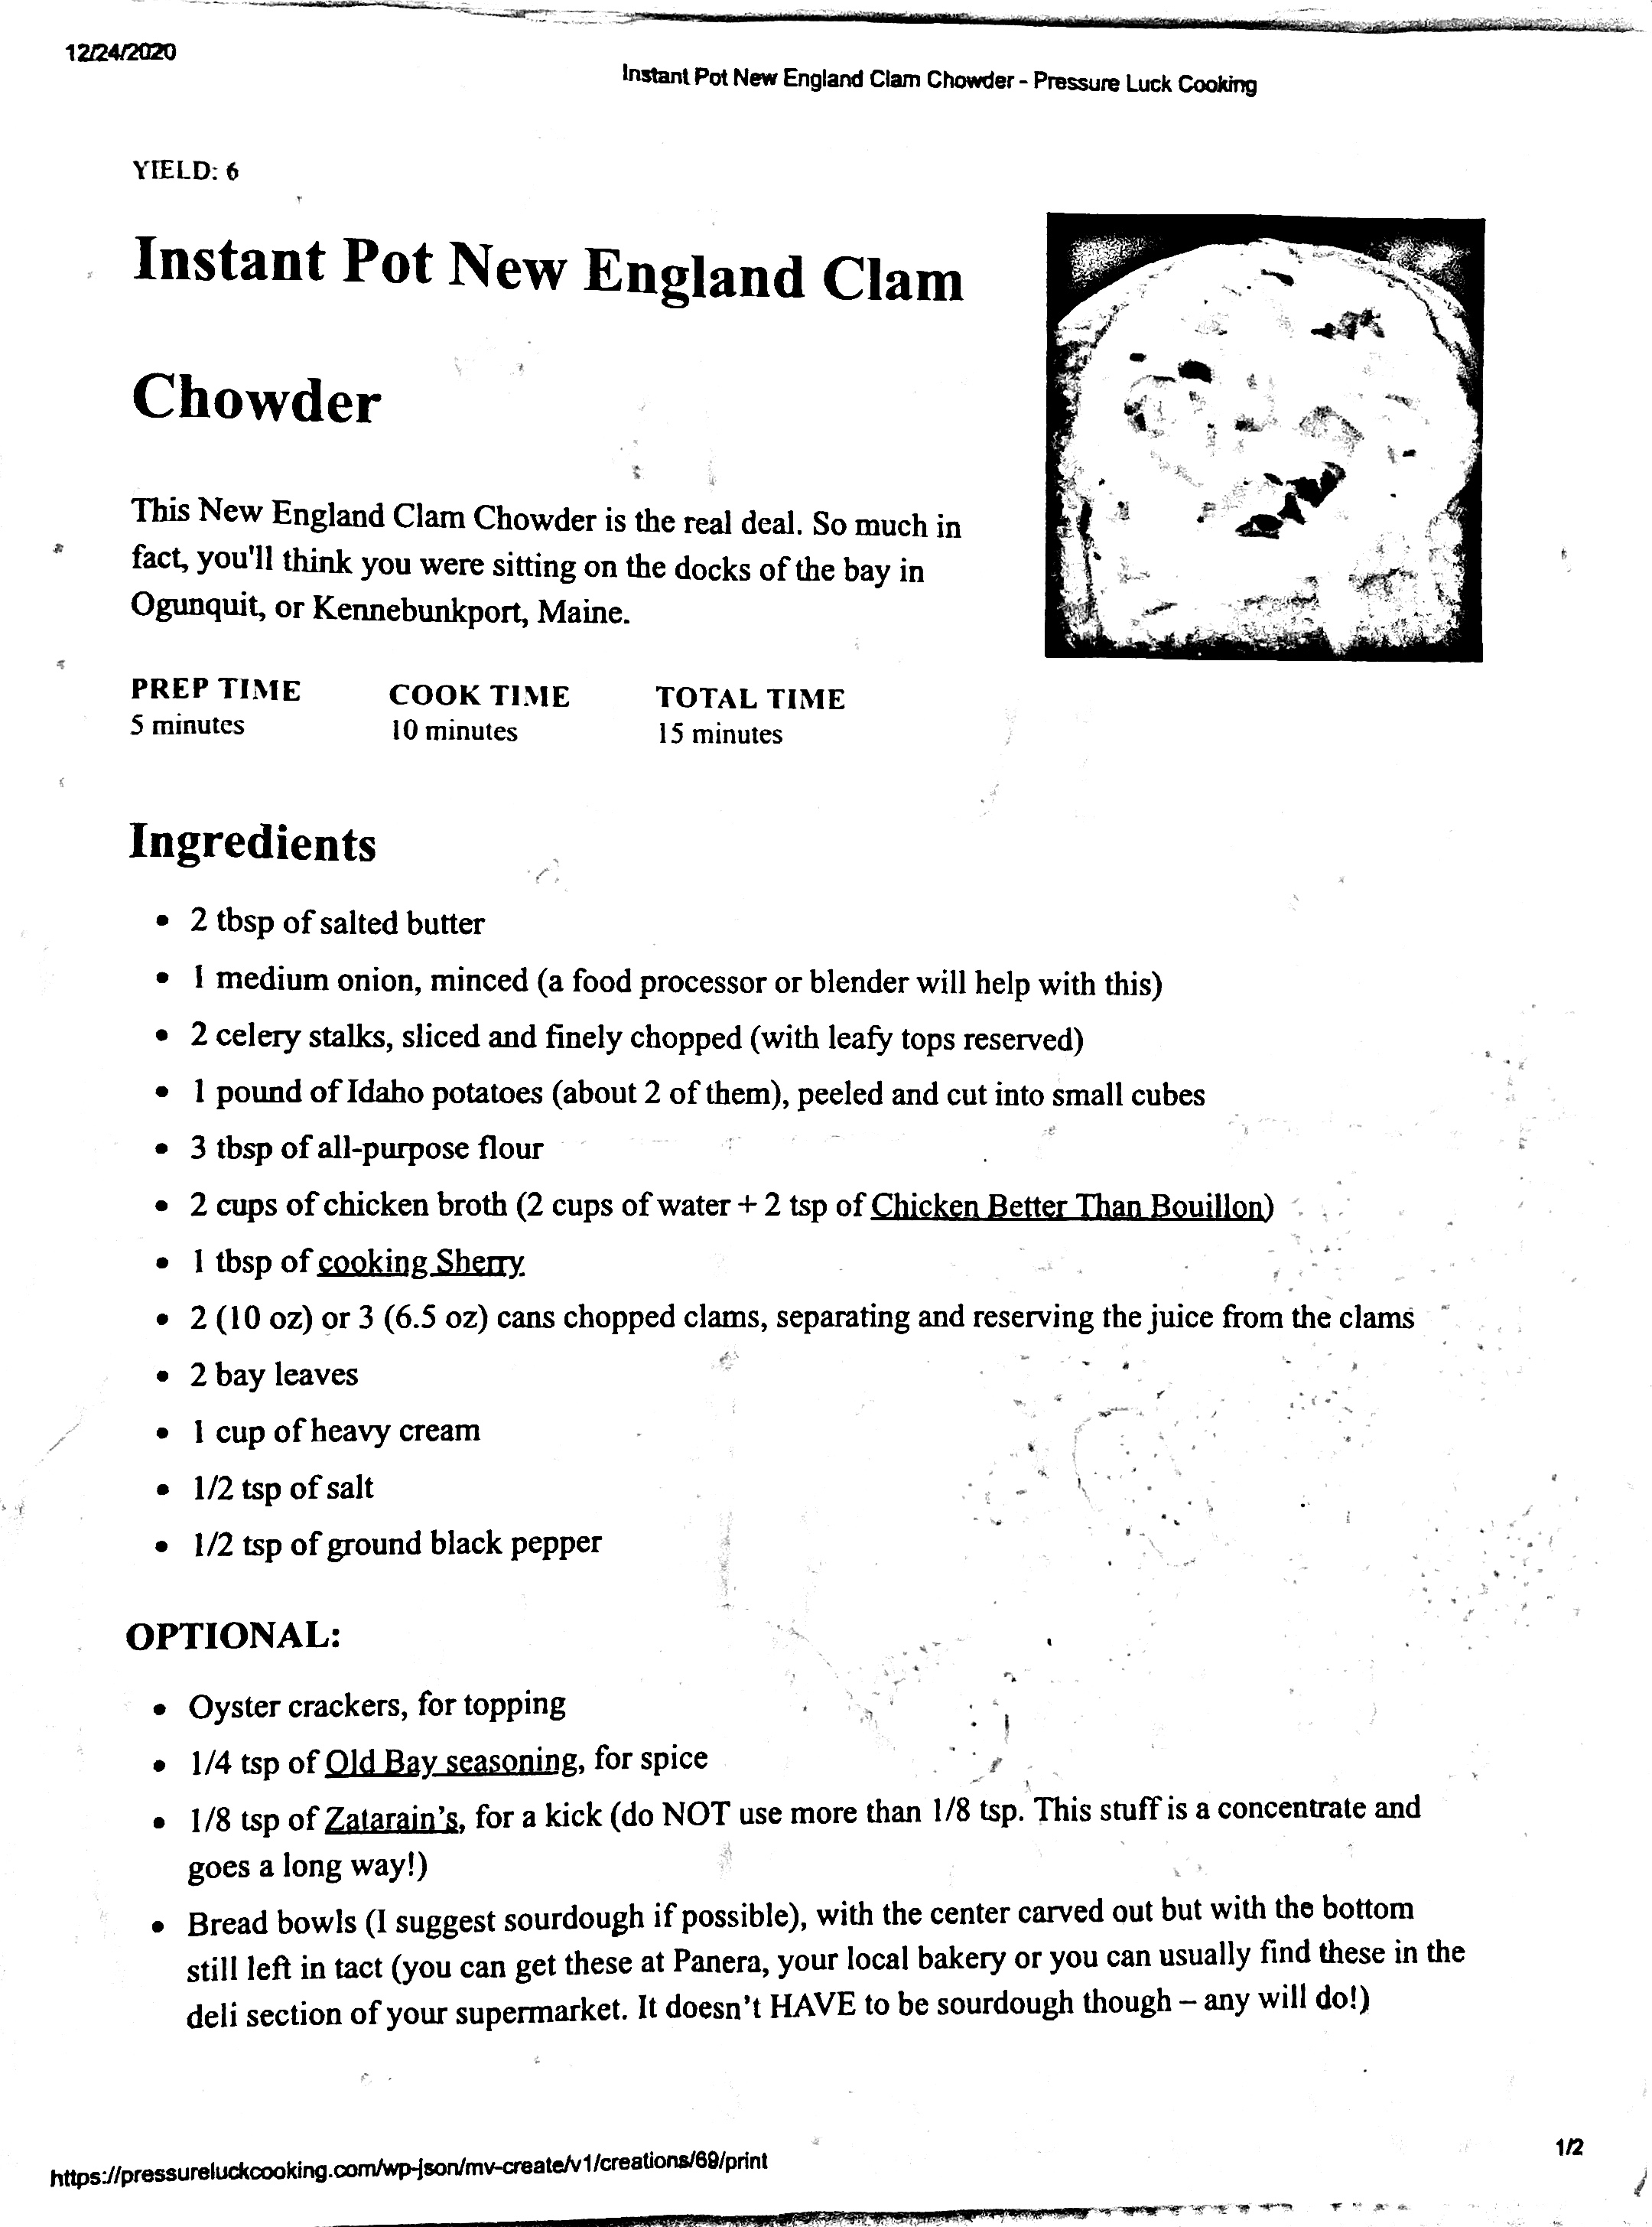 12/24/2020
Instant Pot New England Clam Chowder - Pressure Luck Cooking
YIELD: 6
Instant Pot New England Clam
Chowder
This New England Clam Chowder is the real deal. So much in
fact, you'll think you were sitting on the docks of the bay in
Ogunquit, or Kennebunkport, Maine.
PREP TIME COOK TIME TOTAL TIME
5 minutes 10 minutes 15 minutes
Ingredients
• 2 tbsp of salted butter
• 1 medium onion, minced (a food processor or blender will help with this)
• 2 celery stalks, sliced and finely chopped (with leafy tops reserved)
• 1 pound of Idaho potatoes (about 2 of them), peeled and cut into small cubes
• 3 tbsp of all-purpose flour
• 2 cups of chicken broth (2 cups of water + 2 tsp of Chicken Better Than Bouillon)
• 1 tbsp of cooking Sherry
• 2 (10 oz) or 3 (6.5 oz) cans chopped clams, separating and reserving the juice from the clams
• 2 bay leaves
• 1 cup of heavy cream
• 1/2 tsp of salt
• 1/2 tsp of ground black pepper
OPTIONAL:
• Oyster crackers, for topping
• 1/4 tsp of Old Bay seasoning, for spice
• 1/8 tsp of Zatarain's, for a kick (do NOT use more than 1/8 tsp. This stuff is a concentrate and
goes a long way!)
• Bread bowls (I suggest sourdough if possible), with the center carved out but with the bottom
still left in tact (you can get these at Panera, your local bakery or you can usually find these in the
deli section of your supermarket. It doesn't HAVE to be sourdough though – any will do!)
https://pressureluckcooking.com/wp-json/mv-create/v1/creations/69/print
1/2